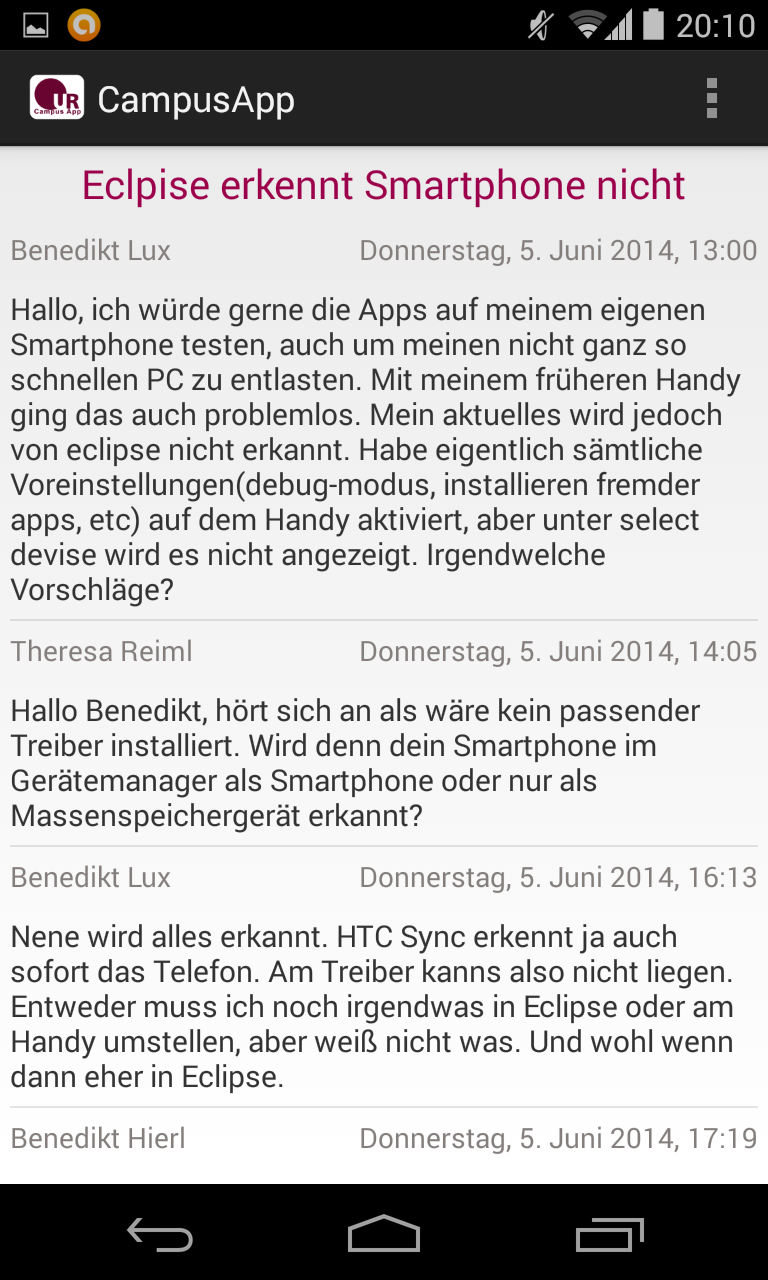 20:10
UR
Campus App
CampusApp
Eclpise erkennt Smartphone nicht
Benedikt Lux Donnerstag, 5. Juni 2014, 13:00
Hallo, ich würde gerne die Apps auf meinem eigenen
Smartphone testen, auch um meinen nicht ganz so
schnellen PC zu entlasten. Mit meinem früheren Handy
ging das auch problemlos. Mein aktuelles wird jedoch
von eclipse nicht erkannt. Habe eigentlich sämtliche
Voreinstellungen(debug-modus, installieren fremder
apps, etc) auf dem Handy aktiviert, aber unter select
devise wird es nicht angezeigt. Irgendwelche
Vorschläge?
Theresa Reiml Donnerstag, 5. Juni 2014, 14:05
Hallo Benedikt, hört sich an als wäre kein passender
Treiber installiert. Wird denn dein Smartphone im
Gerätemanager als Smartphone oder nur als
Massenspeichergerät erkannt?
Benedikt Lux Donnerstag, 5. Juni 2014, 16:13
Nene wird alles erkannt. HTC Sync erkennt ja auch
sofort das Telefon. Am Treiber kanns also nicht liegen.
Entweder muss ich noch irgendwas in Eclipse oder am
Handy umstellen, aber weiß nicht was. Und wohl wenn
dann eher in Eclipse.
Benedikt Hierl Donnerstag, 5. Juni 2014, 17:19